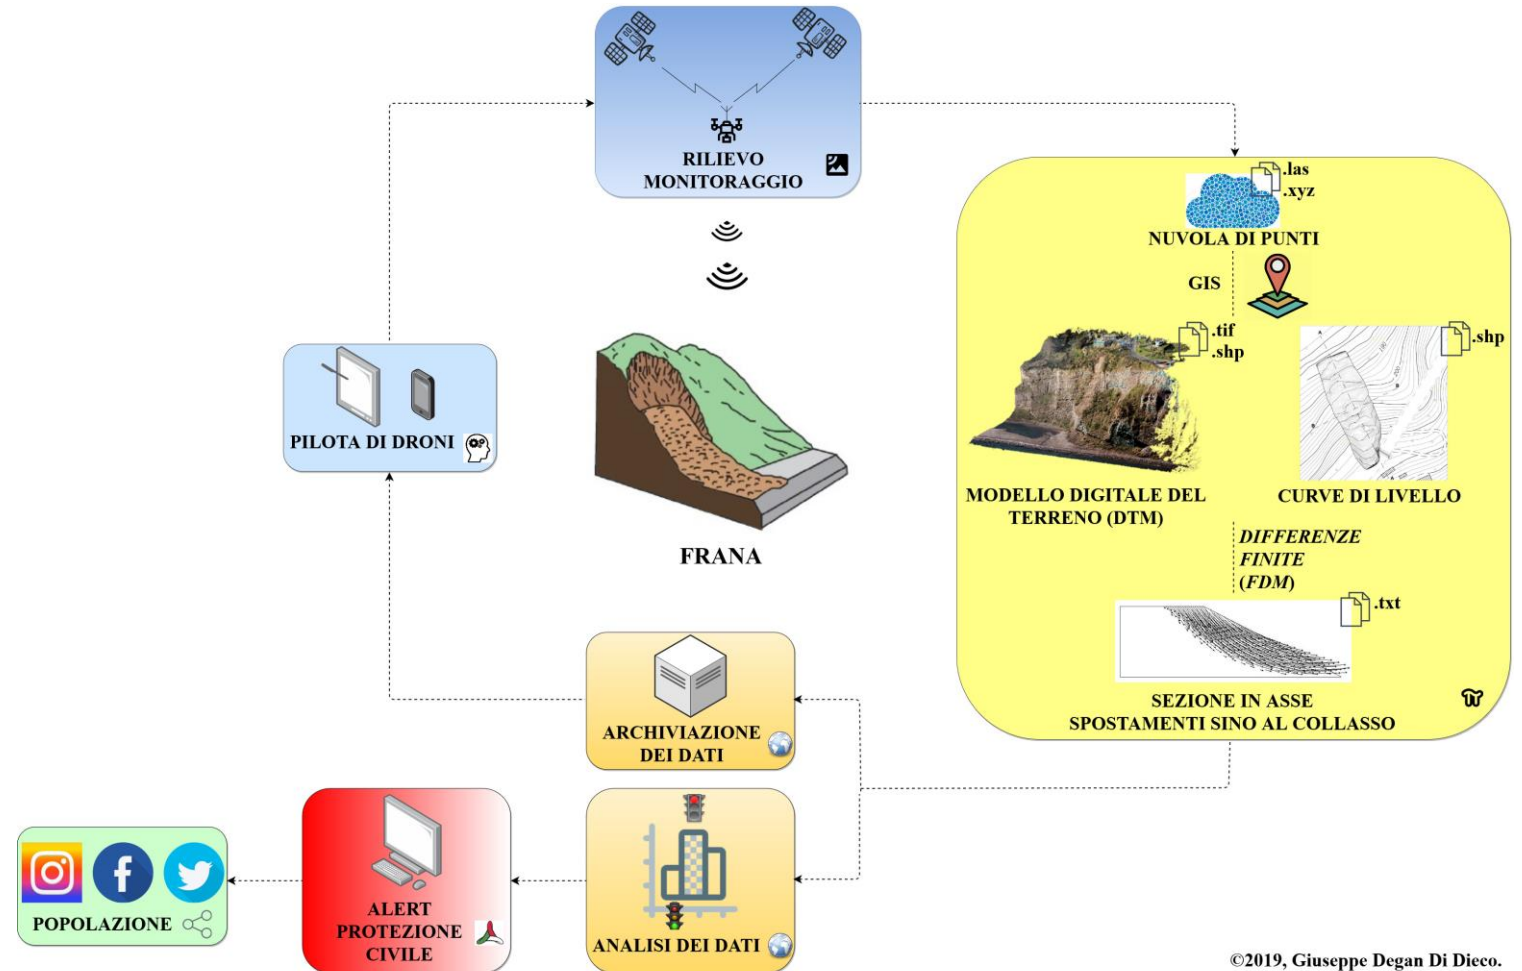 RILIEVO
MONITORAGGIO
.las
.xyz
NUVOLA DI PUNTI
GIS
.tif
.shp
.shp
MODELLO DIGITALE DEL
TERRENO (DTM)
CURVE DI LIVELLO
DIFFERENZE
FINITE
(FDM)
.txt
SEZIONE IN ASSE
SPOSTAMENTI SINO AL COLLASSO
PILOTA DI DRONI
FRANA
ARCHIVIAZIONE
DEI DATI
ANALISI DEI DATI
ALERT
PROTEZIONE
CIVILE
POPOLAZIONE
©2019, Giuseppe Degan Di Dieco.